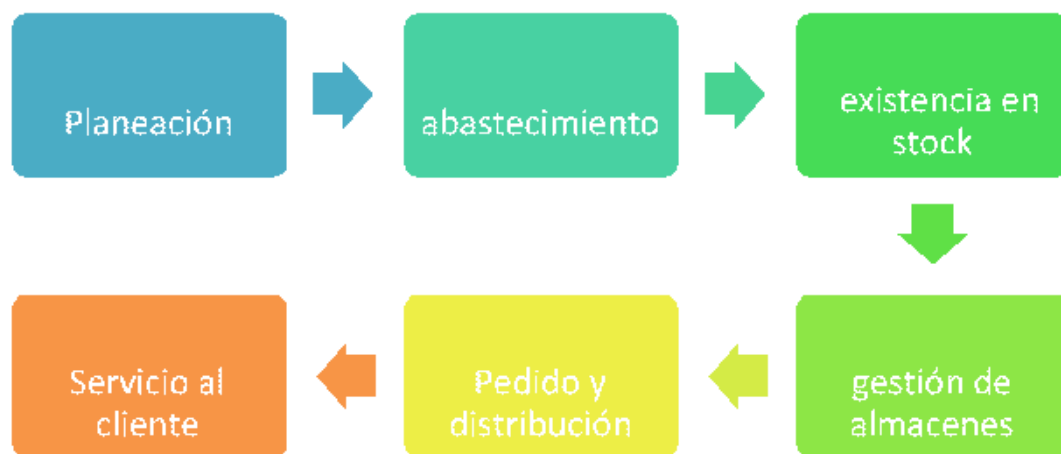 Planeación
abastecimiento
existencia en
stock
gestión de
almacenes
Pedido y
distribución
Servicio al
cliente